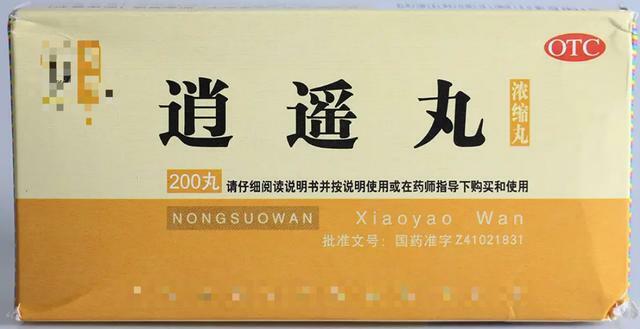 OTC
逍遥丸
浓缩丸
200丸 请仔细阅读说明书并按说明使用或在药师指导下购买和使用
NONGSUOWAN Xiaoyao Wan
批准文号：国药准字Z41021831